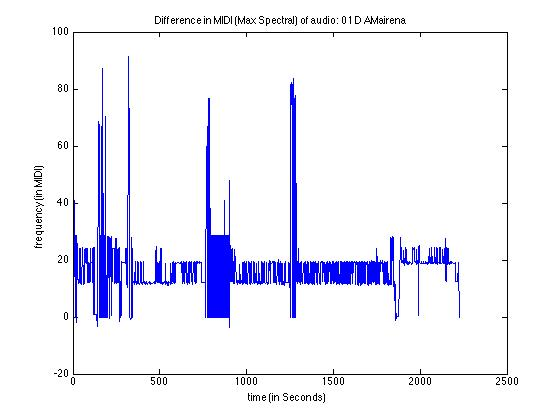 Difference in MIDI (Max Spectral) of audio: 01 D AMairena
100
80
60
40
20
0
-20
frequency (in MIDI)
0 500 1000 1500 2000 2500
time (in Seconds)